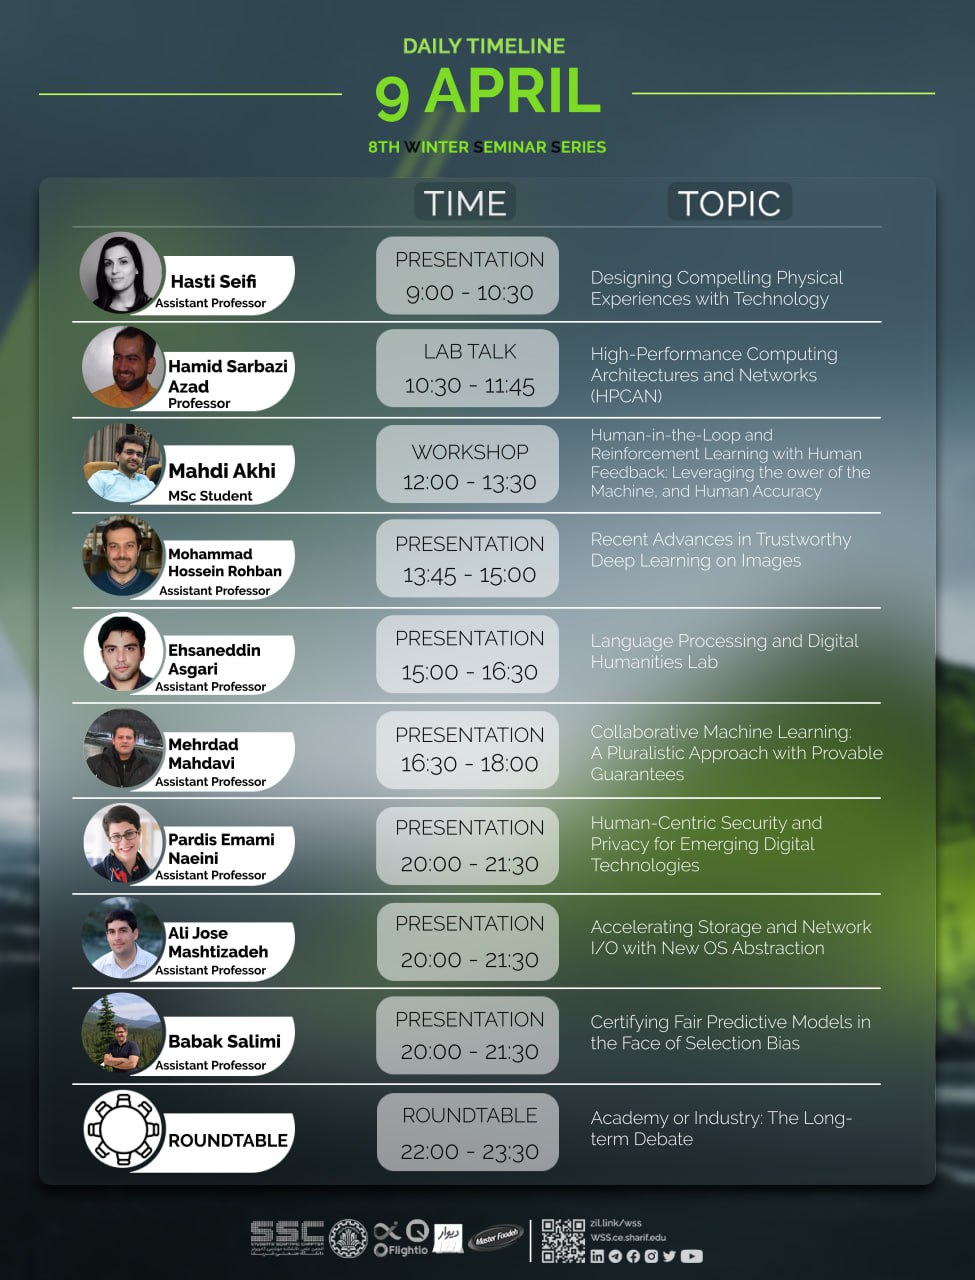 DAILY TIMELINE
9 APRIL
8TH WINTER SEMINAR SERIES
TIME
TOPIC
Hasti Seifi
Assistant Professor
PRESENTATION
9:00 - 10:30
Designing Compelling Physical
Experiences with Technology
Hamid Sarbazi
Azad
Professor
LAB TALK
10:30 - 11:45
High-Performance Computing
Architectures and Networks
(HPCAN)
Mahdi Akhi
MSc Student
WORKSHOP
12:00 - 13:30
Human-in-the-Loop and
Reinforcement Learning with Human
Feedback: Leveraging the ower of the
Machine, and Human Accuracy
Mohammad
Hossein Rohban
Assistant Professor
PRESENTATION
13:45 - 15:00
Recent Advances in Trustworthy
Deep Learning on Images
Ehsaneddin
Asgari
Assistant Professor
PRESENTATION
15:00 - 16:30
Language Processing and Digital
Humanities Lab
Mehrdad
Mahdavi
Assistant Professor
PRESENTATION
16:30 - 18:00
Collaborative Machine Learning:
A Pluralistic Approach with Provable
Guarantees
Pardis Emami
Naeini
Assistant Professor
PRESENTATION
20:00 - 21:30
Human-Centric Security and
Privacy for Emerging Digital
Technologies
Ali Jose
Mashtizadeh
Assistant Professor
PRESENTATION
20:00 - 21:30
Accelerating Storage and Network
I/O with New OS Abstraction
Babak Salimi
Assistant Professor
PRESENTATION
20:00 - 21:30
Certifying Fair Predictive Models in
the Face of Selection Bias
ROUNDTABLE
ROUNDTABLE
22:00 - 23:30
Academy or Industry: The Long-
term Debate
SSC
STUDENTS SCIENTIFIC CHAPTER
Flightio
دیوار
Master Foodeh
zil.link/wss
WSS.ce.sharif.edu